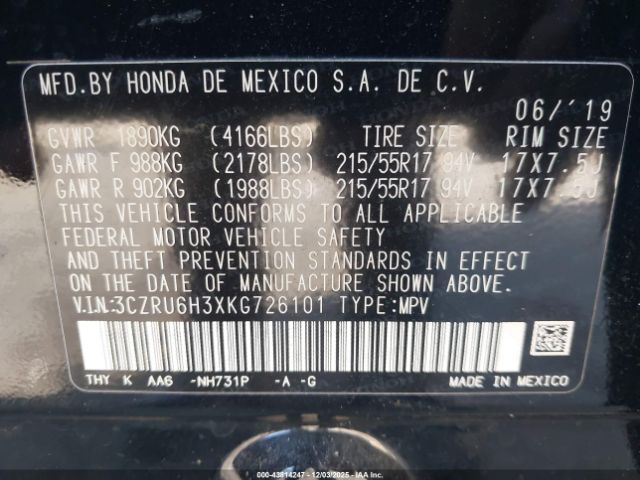 MFD.BY HONDA DE MEXICO S.A. DE C.V.
06/'19
GVWR 1890KG (4166LBS) TIRE SIZE RIM SIZE
GAWR F 988KG (2178LBS) 215/55R17 94V 17X7.5J
GAWR R 902KG (1988LBS) 215/55R17 94V 17X7.5J
THIS VEHICLE CONFORMS TO ALL APPLICABLE
FEDERAL MOTOR VEHICLE SAFETY
AND THEFT PREVENTION STANDARDS IN EFFECT
ON THE DATE OF MANUFACTURE SHOWN ABOVE.
V.I.N:3CZRU6H3XKG726101 TYPE:MPV
THY K AA6 -NH731P -A -G MADE IN MEXICO
000-43814247 - 12/03/2025 - IAA Inc.